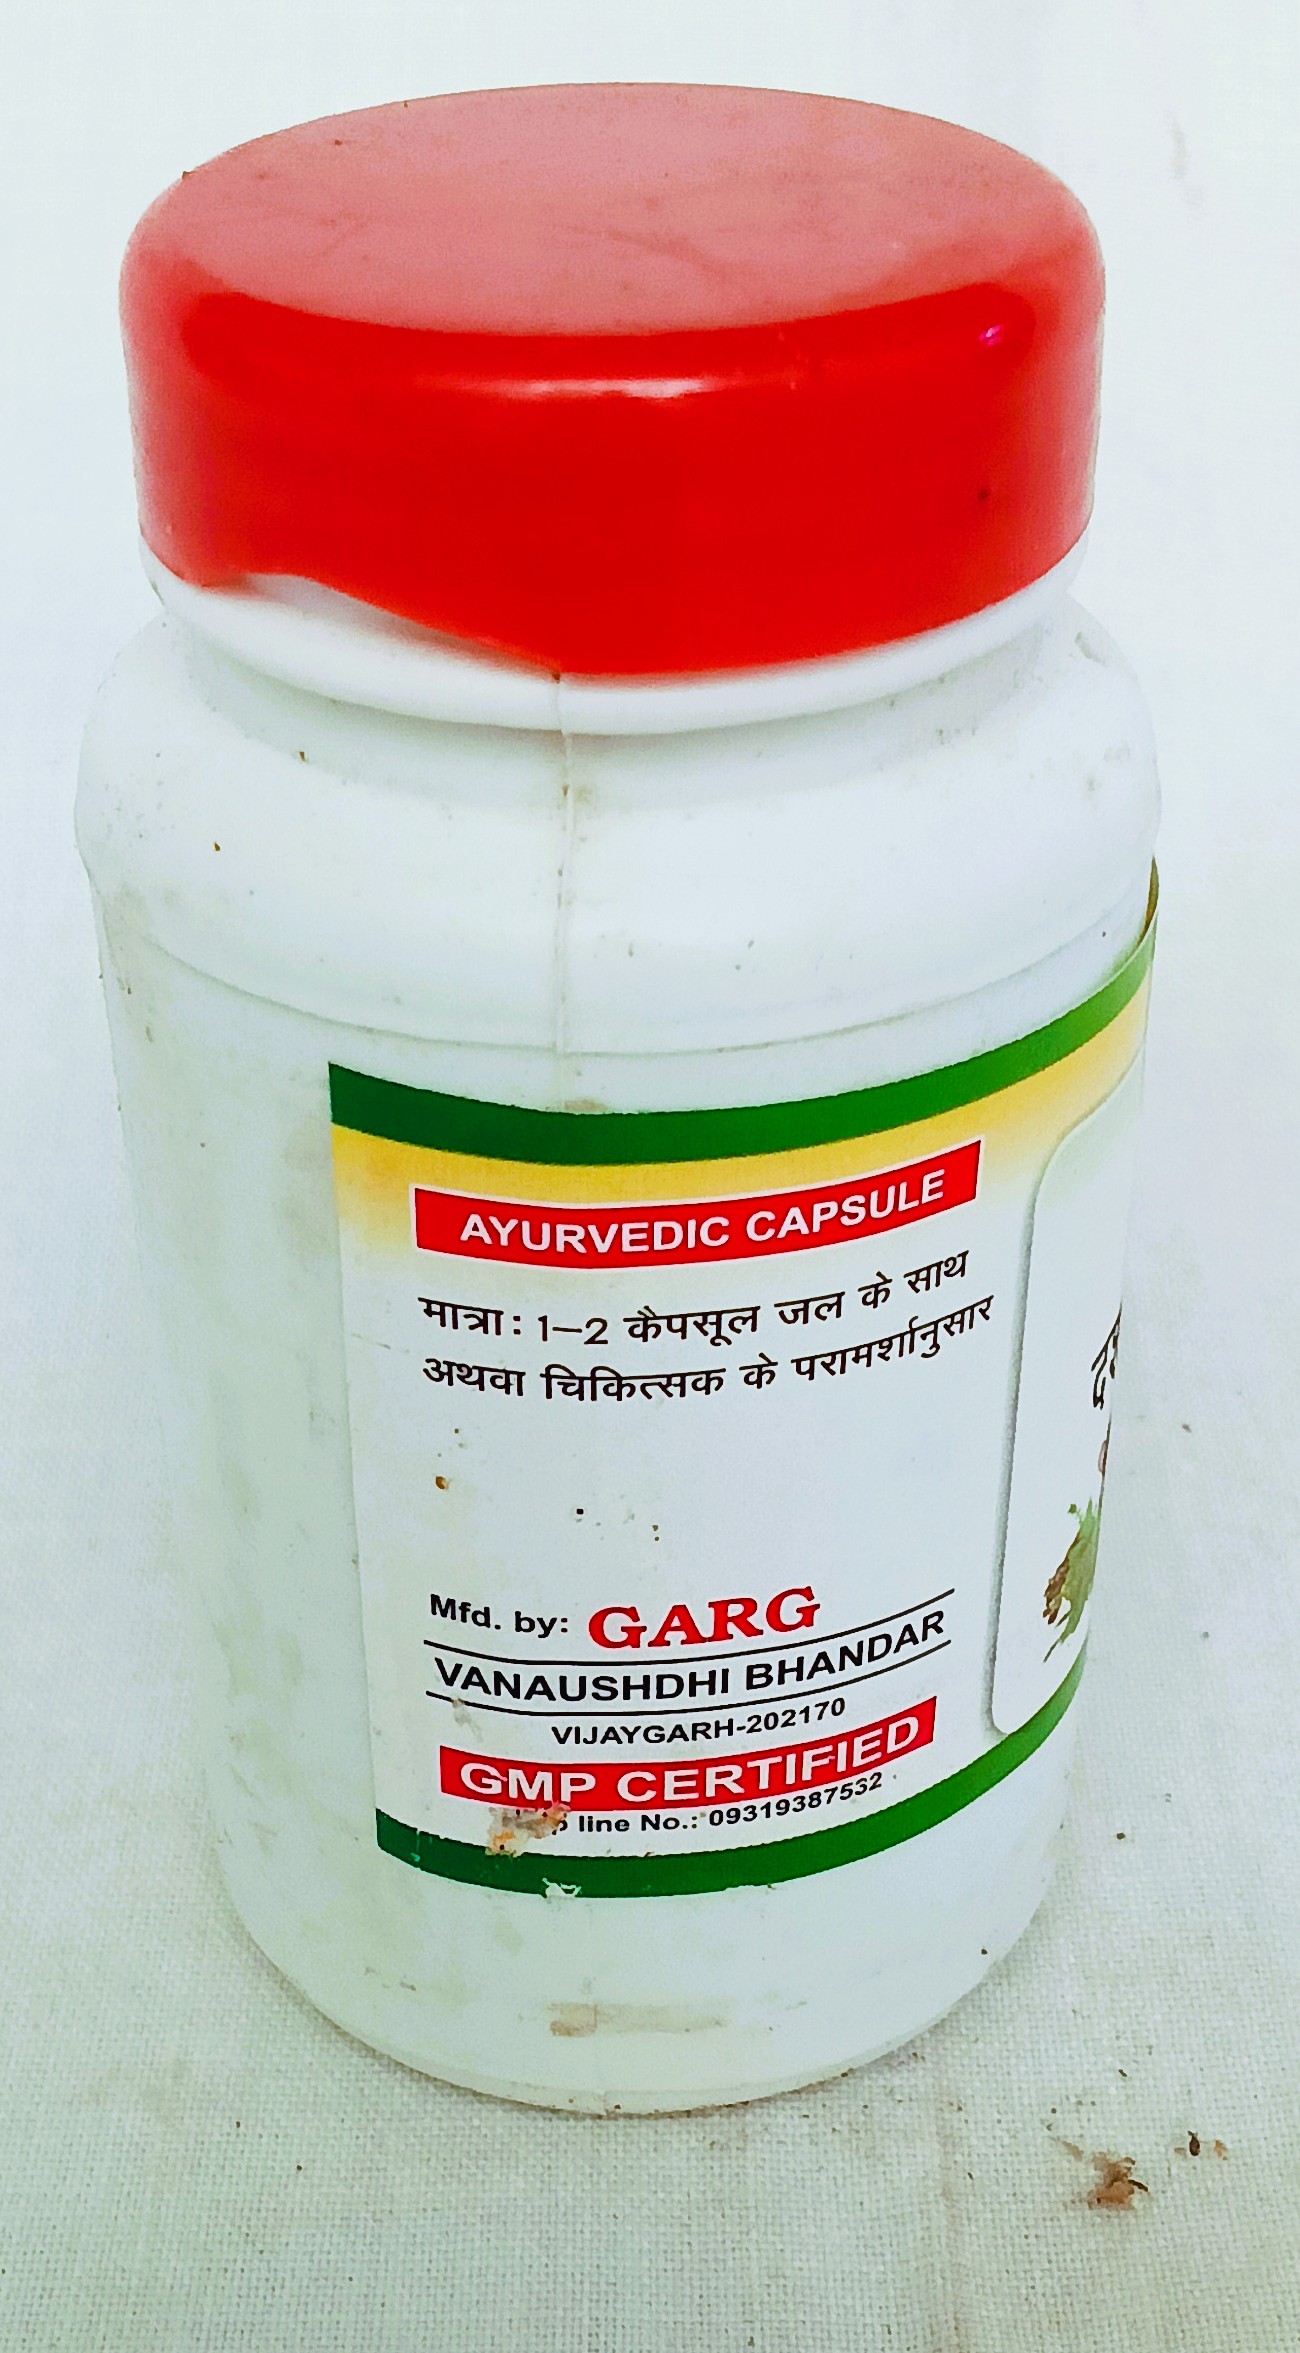 AYURVEDIC CAPSULE
मात्रा: 1–2 कैपसूल जल के साथ
अथवा चिकित्सक के परामर्शानुसार
Mfd. by: GARG
VANAUSHDHI BHANDAR
VIJAYGARH-202170
GMP CERTIFIED
line No.: 09319387532